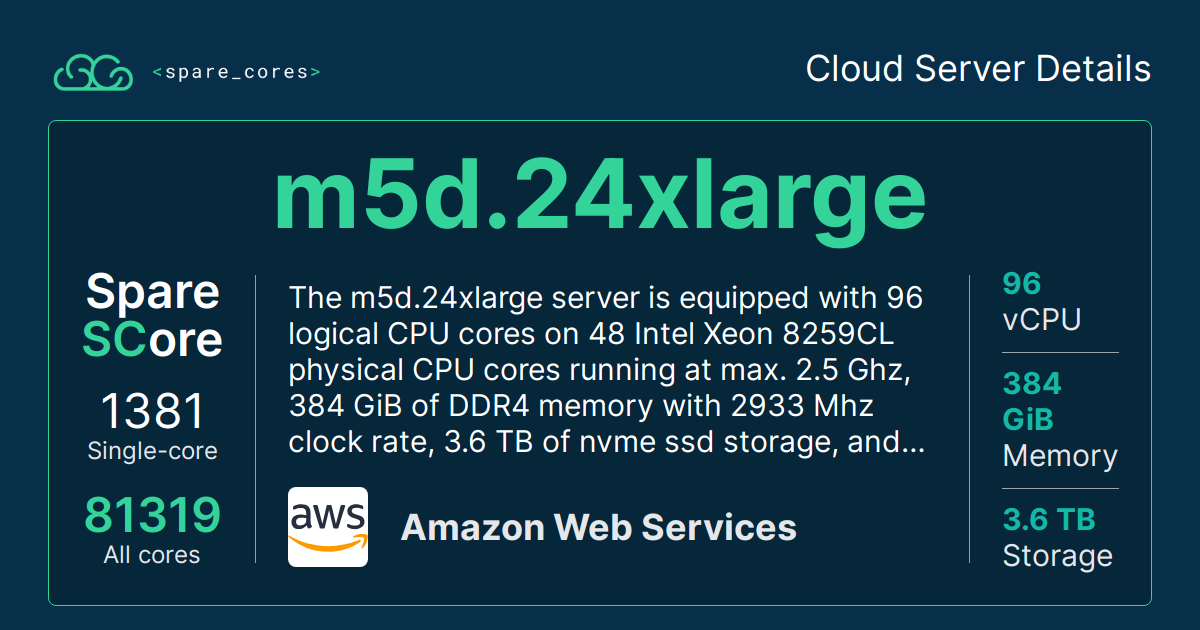 <spare_cores>
Cloud Server Details
m5d.24xlarge
Spare
SCore
1381
Single-core
81319
All cores
The m5d.24xlarge server is equipped with 96
logical CPU cores on 48 Intel Xeon 8259CL
physical CPU cores running at max. 2.5 Ghz,
384 GiB of DDR4 memory with 2933 Mhz
clock rate, 3.6 TB of nvme ssd storage, and...
aws
Amazon Web Services
96
vCPU
384
GiB
Memory
3.6 TB
Storage